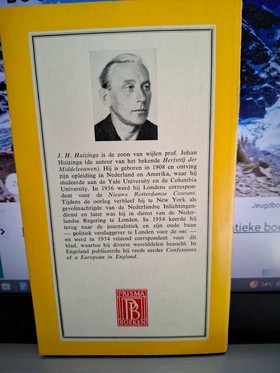 J. H. Huizinga is de zoon van wijlen prof. Johan
Huizinga (de auteur van het bekende Herfsttij der
Middeleeuwen). Hij is geboren in 1908 en ontving
zijn opleiding in Nederland en Amerika, waar hij
studeerde aan de Yale University en de Columbia
University. In 1936 werd hij Londens correspon-
dent voor de Nieuwe Rotterdamse Courant.
Tijdens de oorlog verbleef hij te New York als
gevolmachtigde van de Nederlandse Inlichtingen-
dienst en later was hij in dienst van de Neder-
landse Regering te Londen. In 1954 keerde hij
terug naar de journalistiek en zijn oude baan
— politiek verslaggever te Londen voor de NRC —
en werd in 1954 reizend correspondent voor dit
blad, waartoe hij diverse werelddelen bezocht. In
Engeland publiceerde hij reeds eerder Confessions
of a European in England.
PRISMA
PB
BOEKEN
Jeugdboe
atieke boe